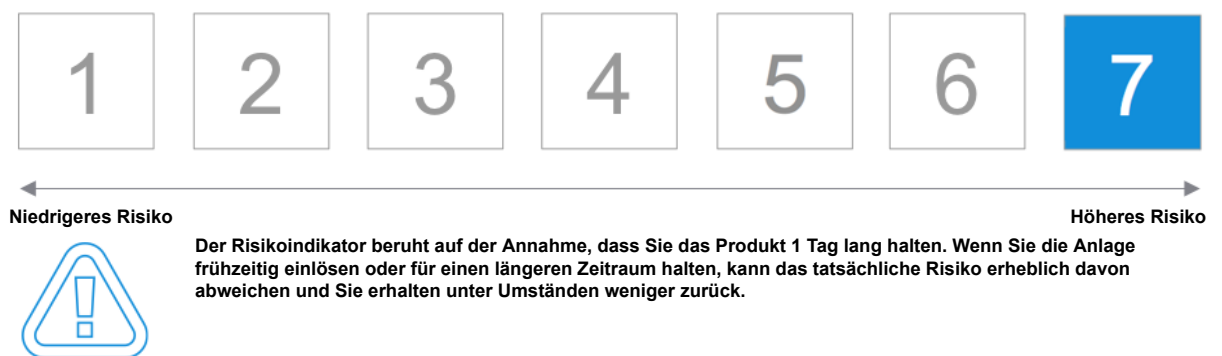 1 2 3 4 5 6 7
Niedrigeres Risiko Höheres Risiko
Der Risikoindikator beruht auf der Annahme, dass Sie das Produkt 1 Tag lang halten. Wenn Sie die Anlage
frühzeitig einlösen oder für einen längeren Zeitraum halten, kann das tatsächliche Risiko erheblich davon
abweichen und Sie erhalten unter Umständen weniger zurück.